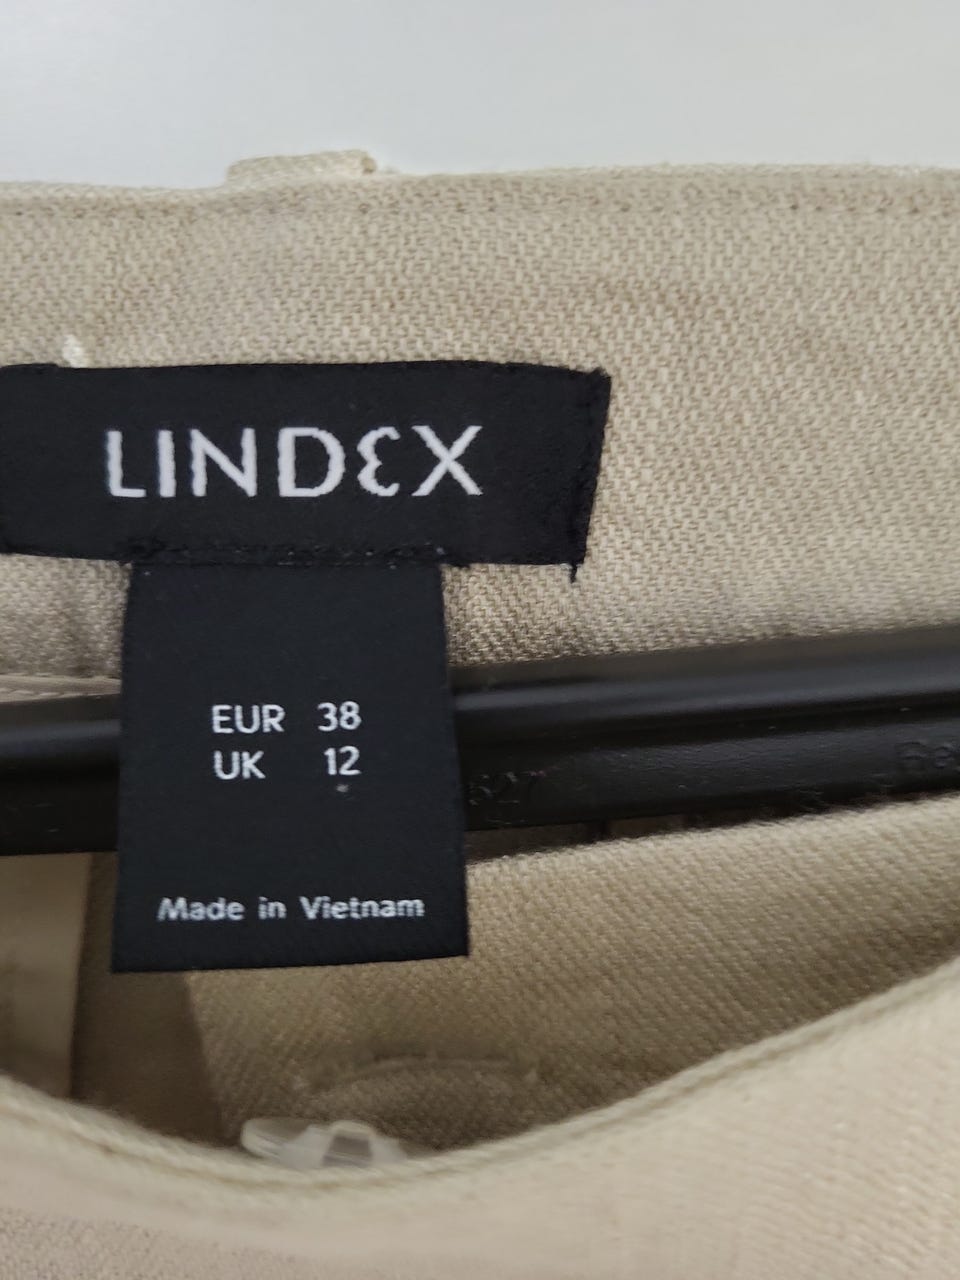 LINDEX
EUR 38
UK 12
Made in Vietnam